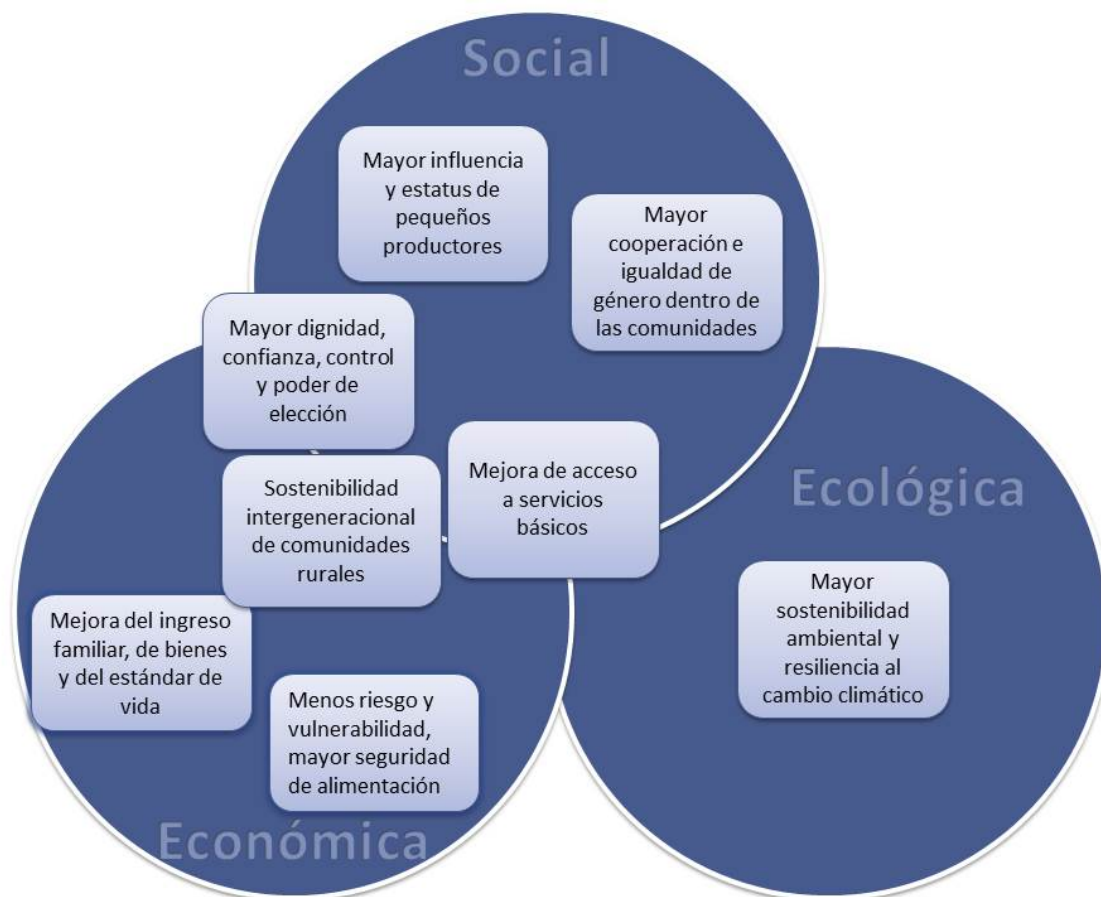 Social
Mayor influencia
y estatus de
pequeños
productores
Mayor
cooperación e
igualdad de
género dentro de
las comunidades
Mayor dignidad,
confianza, control
y poder de
elección
Mejora de acceso
a servicios
básicos
Sostenibilidad
intergeneracional
de comunidades
rurales
Ecológica
Mayor
sostenibilidad
ambiental y
resiliencia al
cambio climático
Mejora del ingreso
familiar, de bienes
y del estándar de
vida
Menos riesgo y
vulnerabilidad,
mayor seguridad
de alimentación
Económica